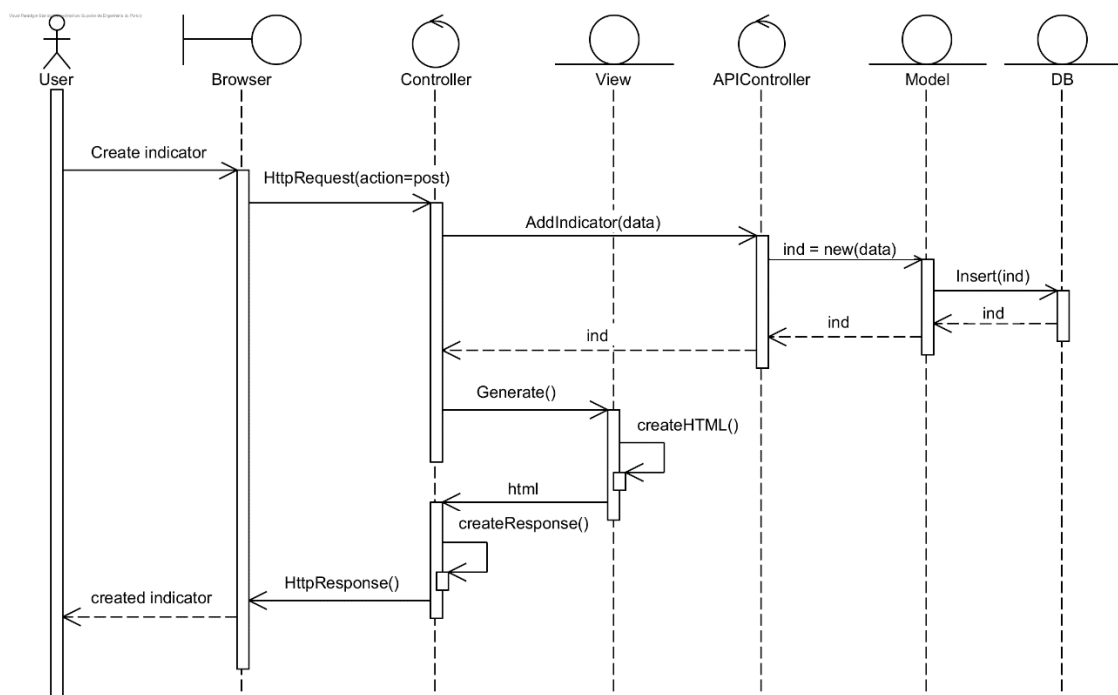 User
Browser
Controller
View
APIController
Model
DB
Create indicator
HttpRequest(action=post)
AddIndicator(data)
ind = new(data)
Insert(ind)
ind
ind
ind
Generate()
createHTML()
html
createResponse()
HttpResponse()
created indicator